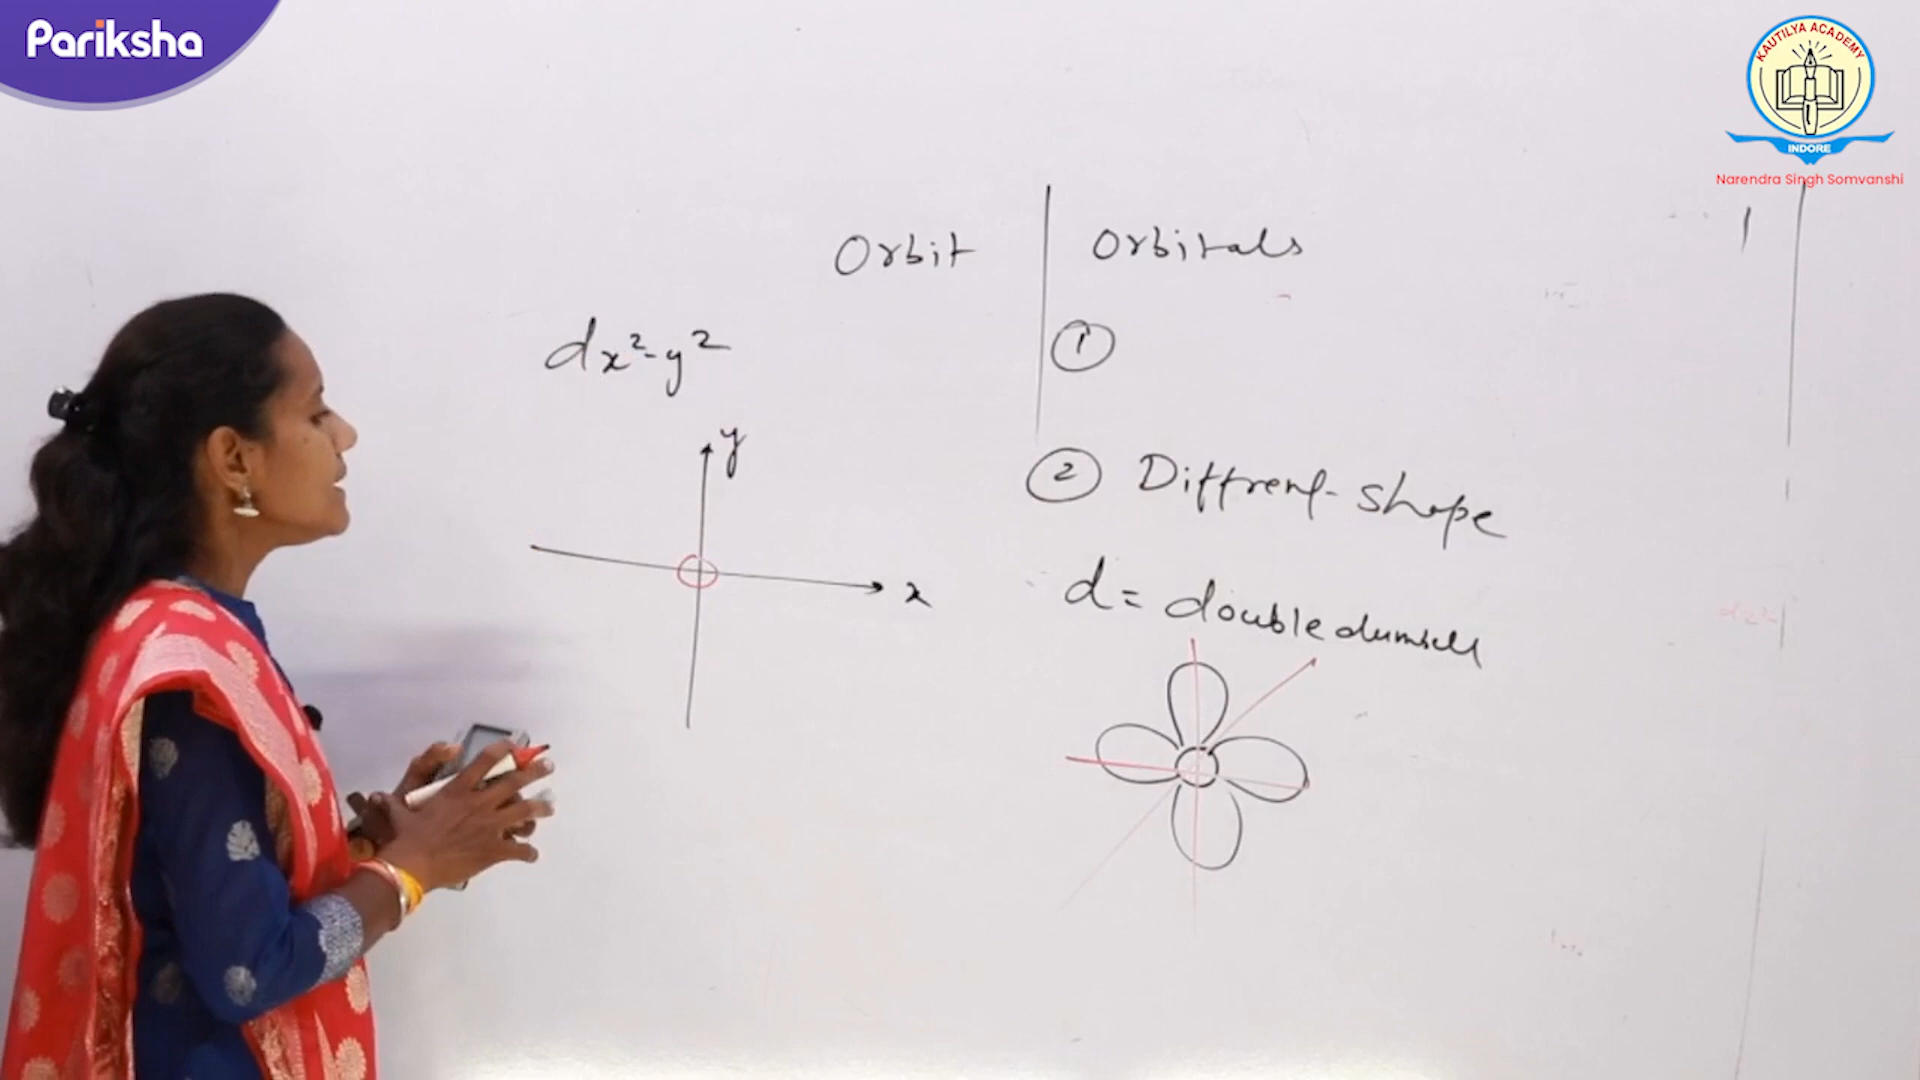 Pariksha
KAUTILYA ACADEMY
INDORE
Narendra Singh Somvanshi
Orbit
Orbitals
dx²-y²
①
y
② Diffrent shape
x
d = double dumbell